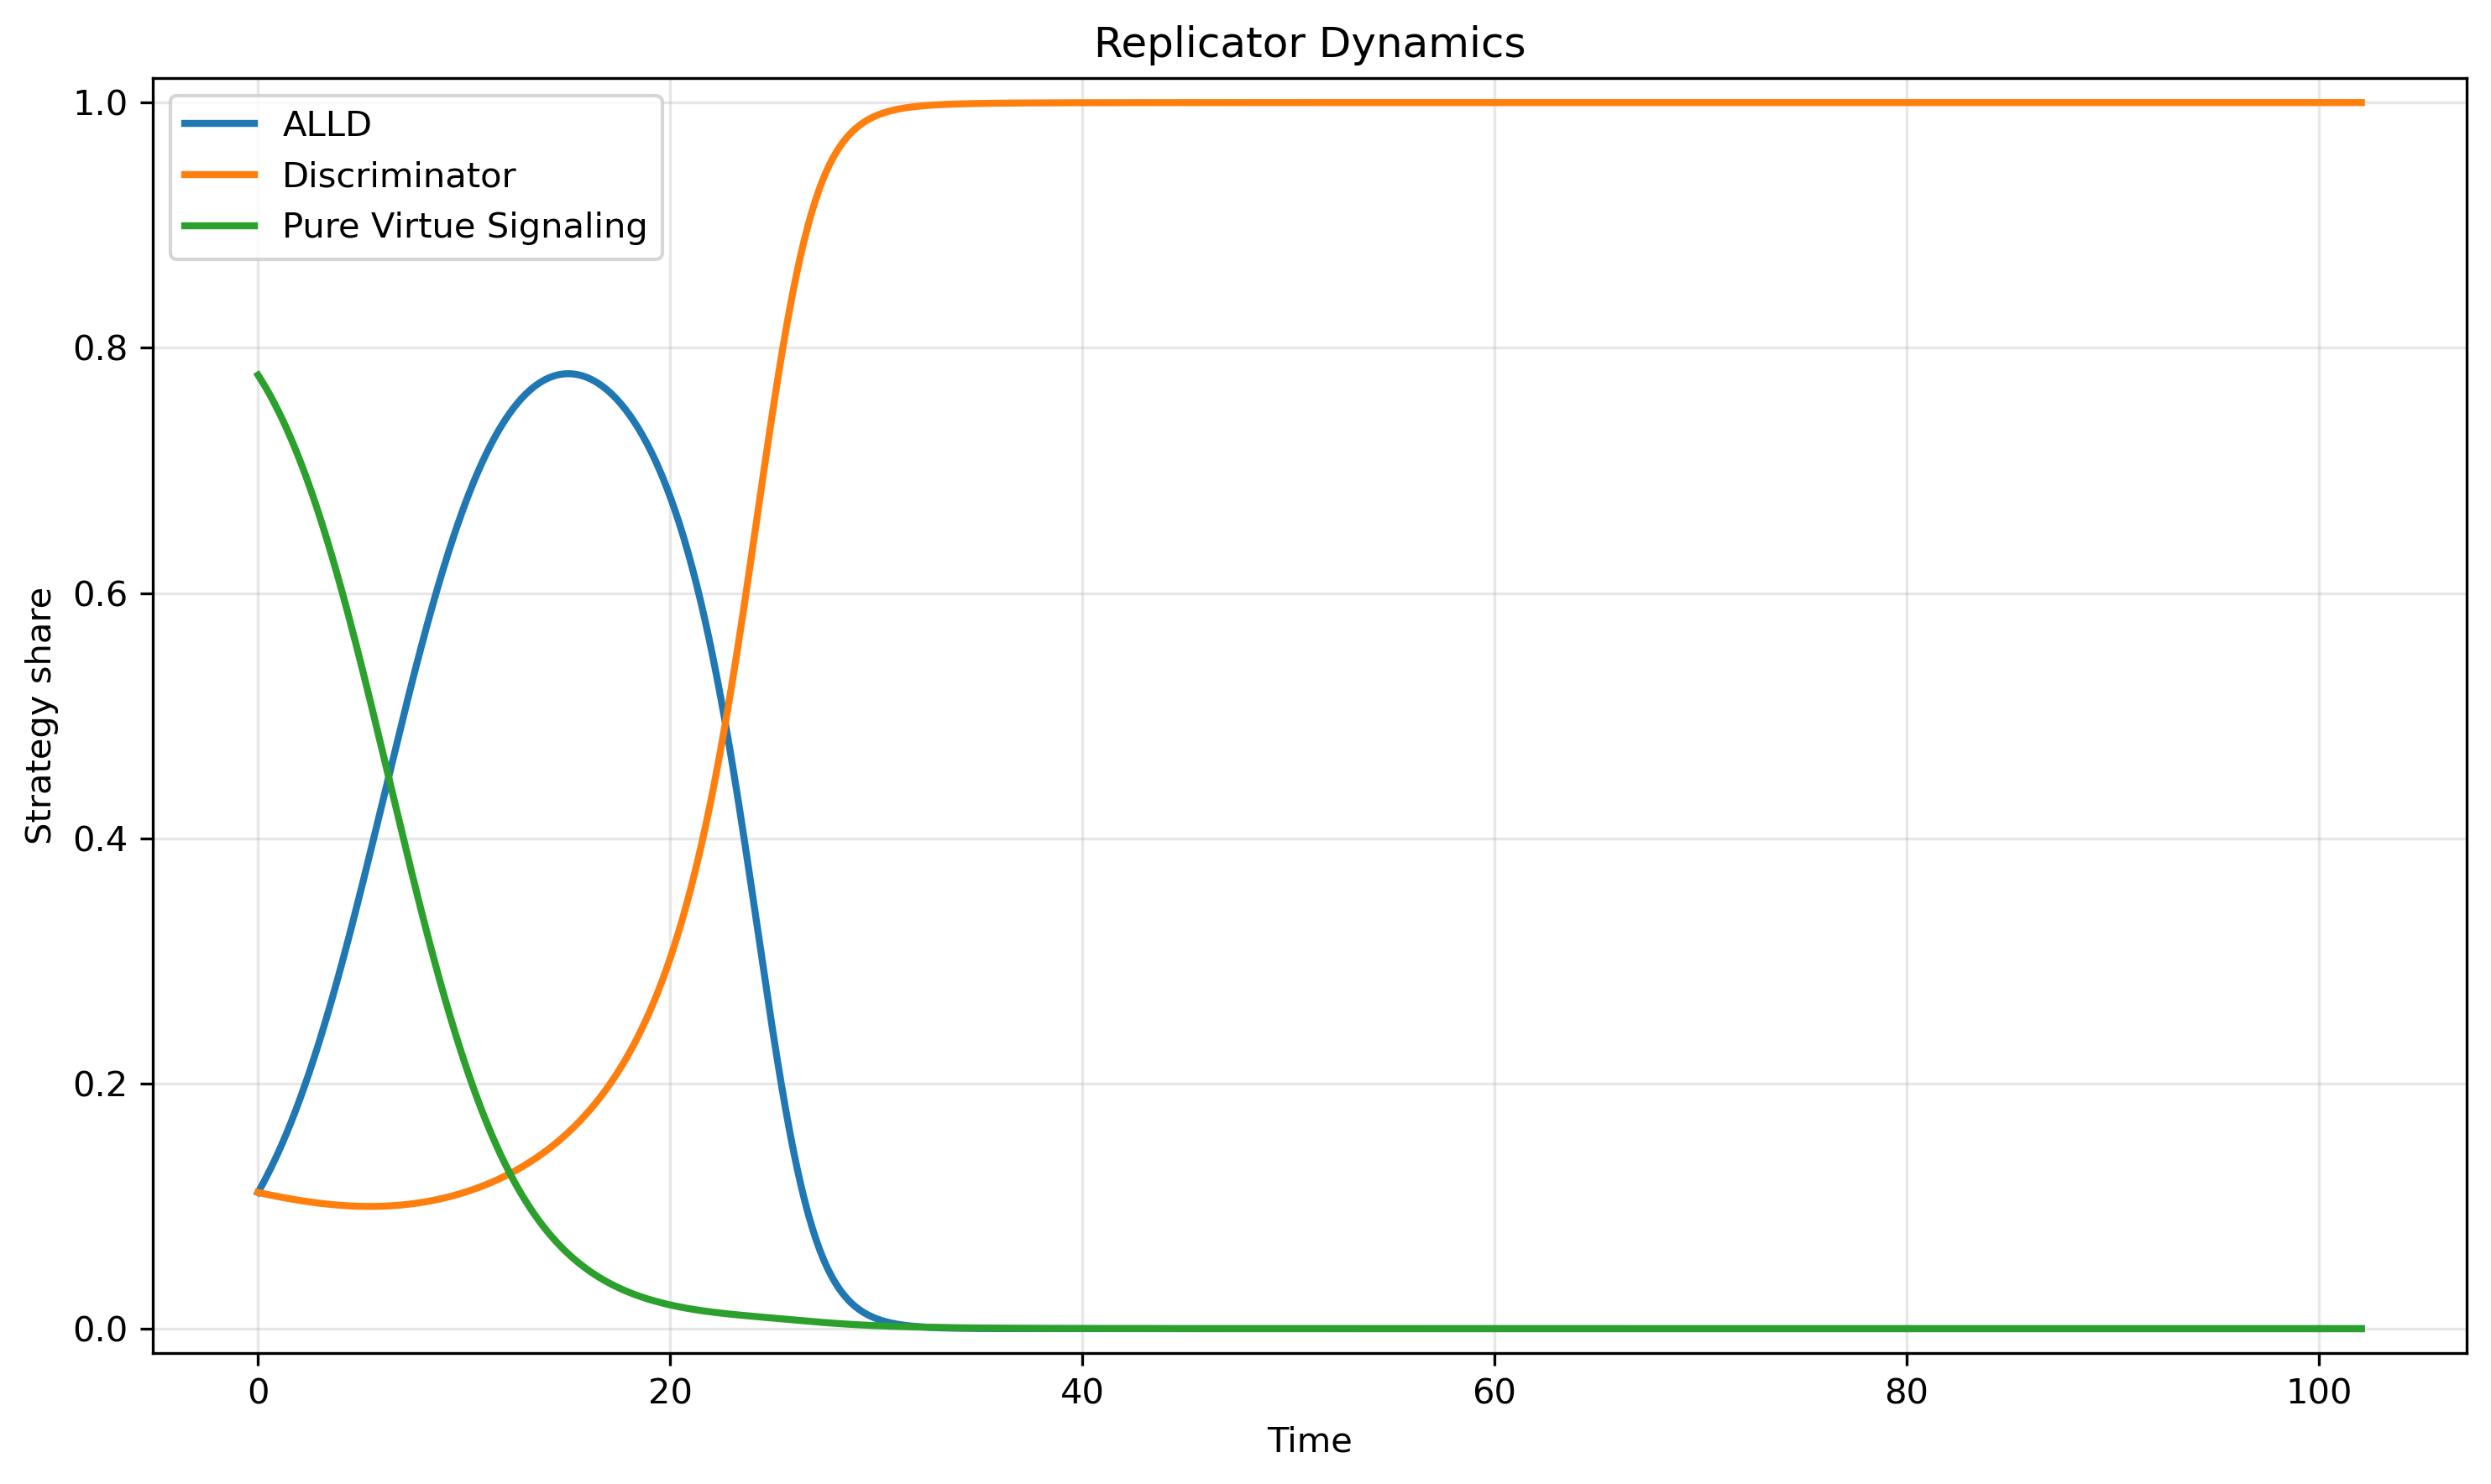 Replicator Dynamics
ALLD
Discriminator
Pure Virtue Signaling
Strategy share
1.0
0.8
0.6
0.4
0.2
0.0
0 20 40 60 80 100
Time